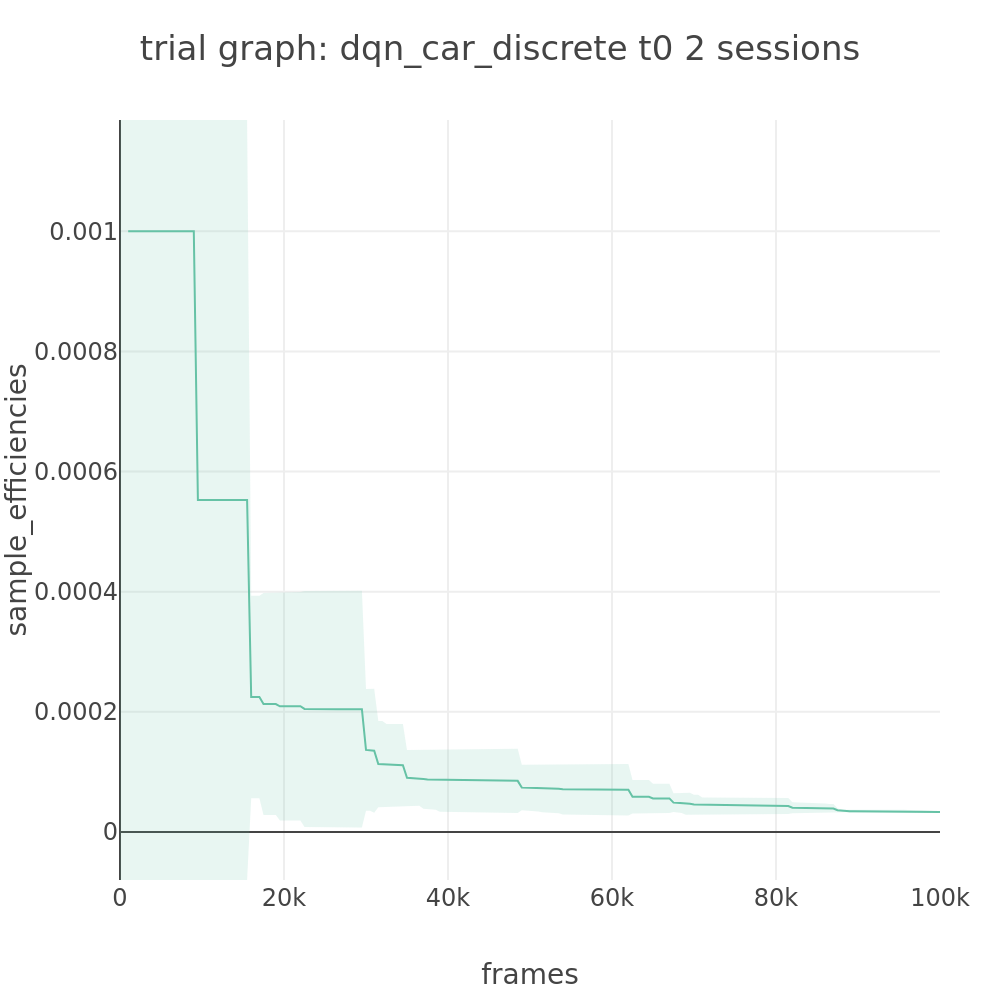 trial graph: dqn_car_discrete t0 2 sessions
0.001
0.0008
0.0006
0.0004
0.0002
0
sample_efficiencies
0
20k
40k
60k
80k
100k
frames